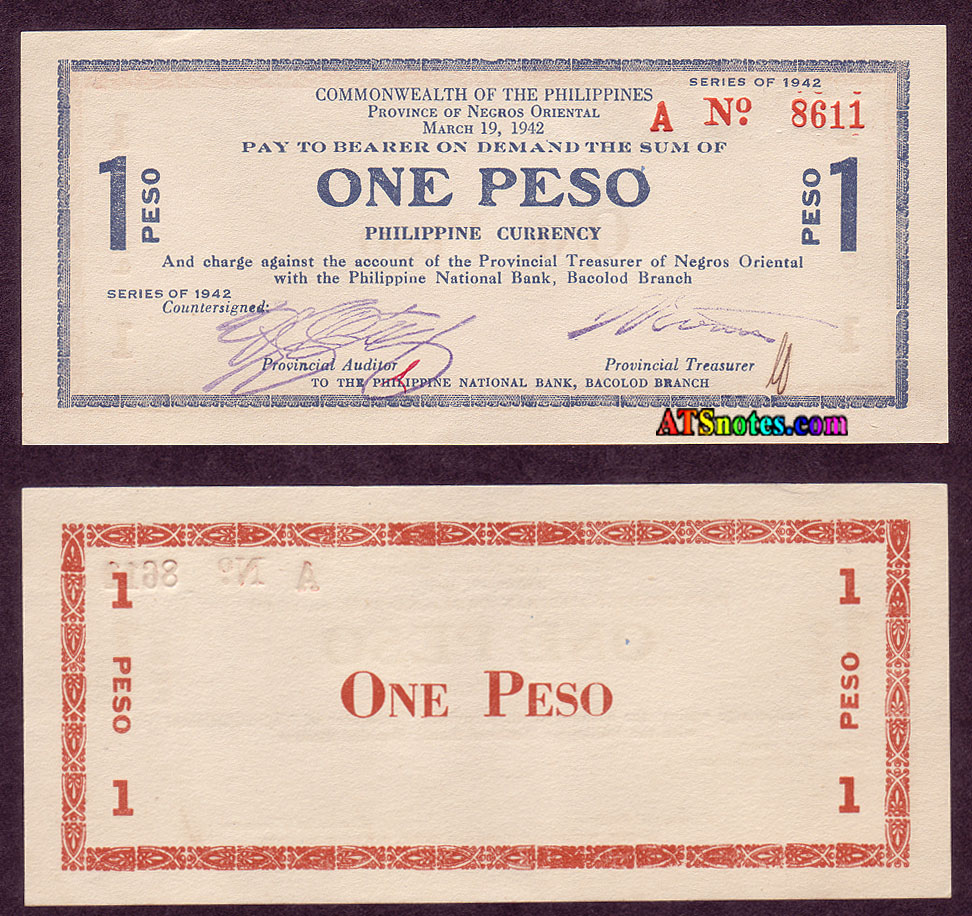 SERIES OF 1942
COMMONWEALTH OF THE PHILIPPINES
PROVINCE OF NEGROS ORIENTAL
MARCH 19, 1942
A Nº 8611
PAY TO BEARER ON DEMAND THE SUM OF
1 PESO
ONE PESO
PESO 1
PHILIPPINE CURRENCY
And charge against the account of the Provincial Treasurer of Negros Oriental
with the Philippine National Bank, Bacolod Branch
SERIES OF 1942
Countersigned:
Provincial Auditor
Provincial Treasurer
TO THE PHILIPPINE NATIONAL BANK, BACOLOD BRANCH
ATSnotes.com
A Nº 8611
1
1
PESO
ONE PESO
PESO
1
1